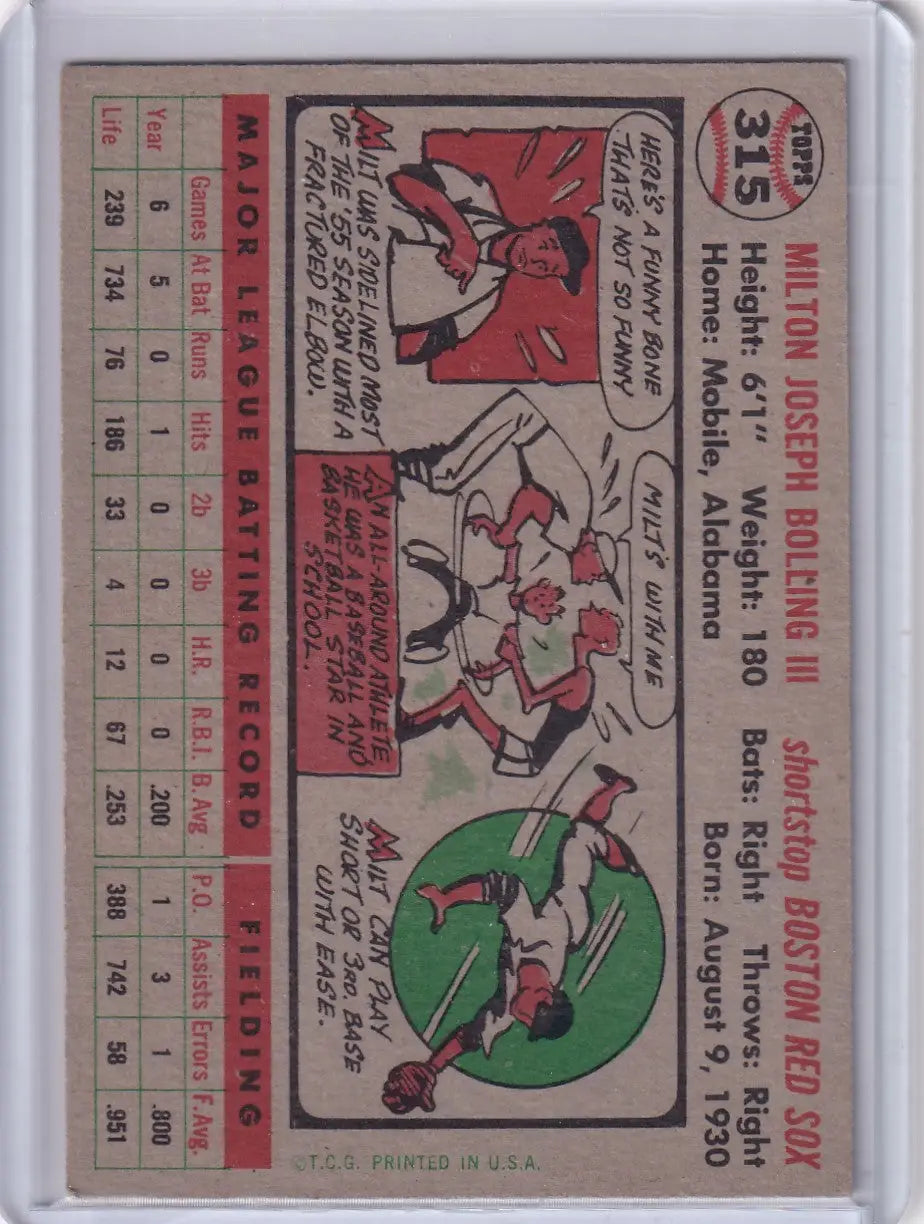 TOPPS
315
MILTON JOSEPH BOLLING III shortstop BOSTON RED SOX
Height: 6'1" Weight: 180 Bats: Right Throws: Right
Home: Mobile, Alabama Born: August 9, 1930
HERE'S A FUNNY BONE
THAT'S NOT SO FUNNY
MILT WAS SIDELINED MOST
OF THE '55 SEASON WITH A
FRACTURED ELBOW.
MILT'S WITH ME
AN ALL-AROUND ATHLETE
HE WAS A BASEBALL AND
BASKETBALL STAR IN
SCHOOL.
MILT CAN PLAY
SHORT OR 3RD. BASE
WITH EASE.
©T.C.G. PRINTED IN U.S.A.
MAJOR LEAGUE BATTING RECORD FIELDING
Games At Bat Runs Hits 2b 3b H.R. R.B.I. B.Avg. P.O. Assists Errors F.Avg.
Year 6 5 0 1 0 0 0 0 .200 1 3 1 .800
Life 239 734 76 186 33 4 12 67 .253 388 742 58 .951